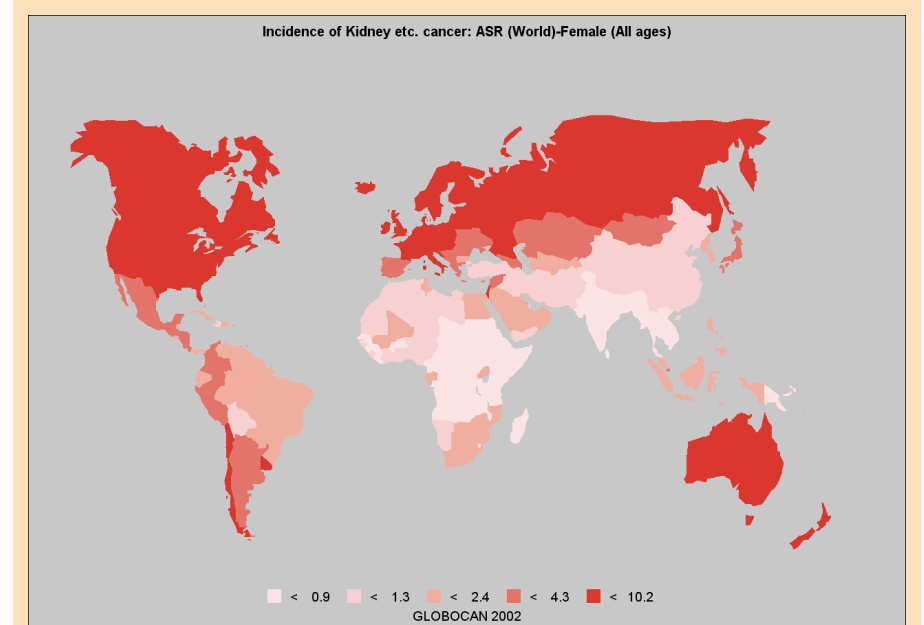 Incidence of Kidney etc. cancer: ASR (World)-Female (All ages)
< 0.9 < 1.3 < 2.4 < 4.3 < 10.2
GLOBOCAN 2002